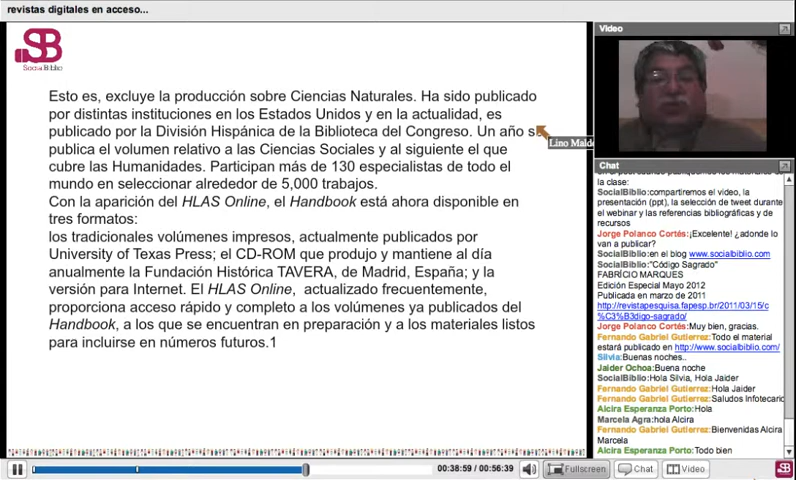 revistas digitales en acceso...
SB
Social Biblio
Esto es, excluye la producción sobre Ciencias Naturales. Ha sido publicado
por distintas instituciones en los Estados Unidos y en la actualidad, es
publicado por la División Hispánica de la Biblioteca del Congreso. Un año s
publica el volumen relativo a las Ciencias Sociales y al siguiente el que
cubre las Humanidades. Participan más de 130 especialistas de todo el
mundo en seleccionar alrededor de 5,000 trabajos.
Con la aparición del HLAS Online, el Handbook está ahora disponible en
tres formatos:
los tradicionales volúmenes impresos, actualmente publicados por
University of Texas Press; el CD-ROM que produjo y mantiene al día
anualmente la Fundación Histórica TAVERA, de Madrid, España; y la
versión para Internet. El HLAS Online, actualizado frecuentemente,
proporciona acceso rápido y completo a los volúmenes ya publicados del
Handbook, a los que se encuentran en preparación y a los materiales listos
para incluirse en números futuros.1
Lino Mald
Video
Chat
la clase:
SocialBiblio:compartiremos el video, la
presentación (ppt), la selección de tweet durante
el webinar y las referencias bibliográficas y de
recursos
Jorge Polanco Cortés:¡Excelente! ¿adonde lo
van a publicar?
SocialBiblio:en el blog www.socialbiblio.com
SocialBiblio:"Código Sagrado"
FABRÍCIO MARQUES
Edición Especial Mayo 2012
Publicada en marzo de 2011
http://revistapesquisa.fapesp.br/2011/03/15/c
%C3%B3digo-sagrado/
Jorge Polanco Cortés:Muy bien, gracias.
Fernando Gabriel Gutierrez:Todo el material
estará publicado en http://www.socialbiblio.com/
Silvia:Buenas noches..
Jaider Ochoa:Buena noche
SocialBiblio:Hola Silvia, Hola Jaider
Fernando Gabriel Gutierrez:Hola Jaider
Fernando Gabriel Gutierrez:Saludos Infotecario
Alcira Esperanza Porto:Hola
Marcela Agra:hola Alcira
Fernando Gabriel Gutierrez:Bienvenidas Alcira
Marcela
Alcira Esperanza Porto:Todo bien
00:38:59 / 00:56:39
Fullscreen
Chat
Video
SB